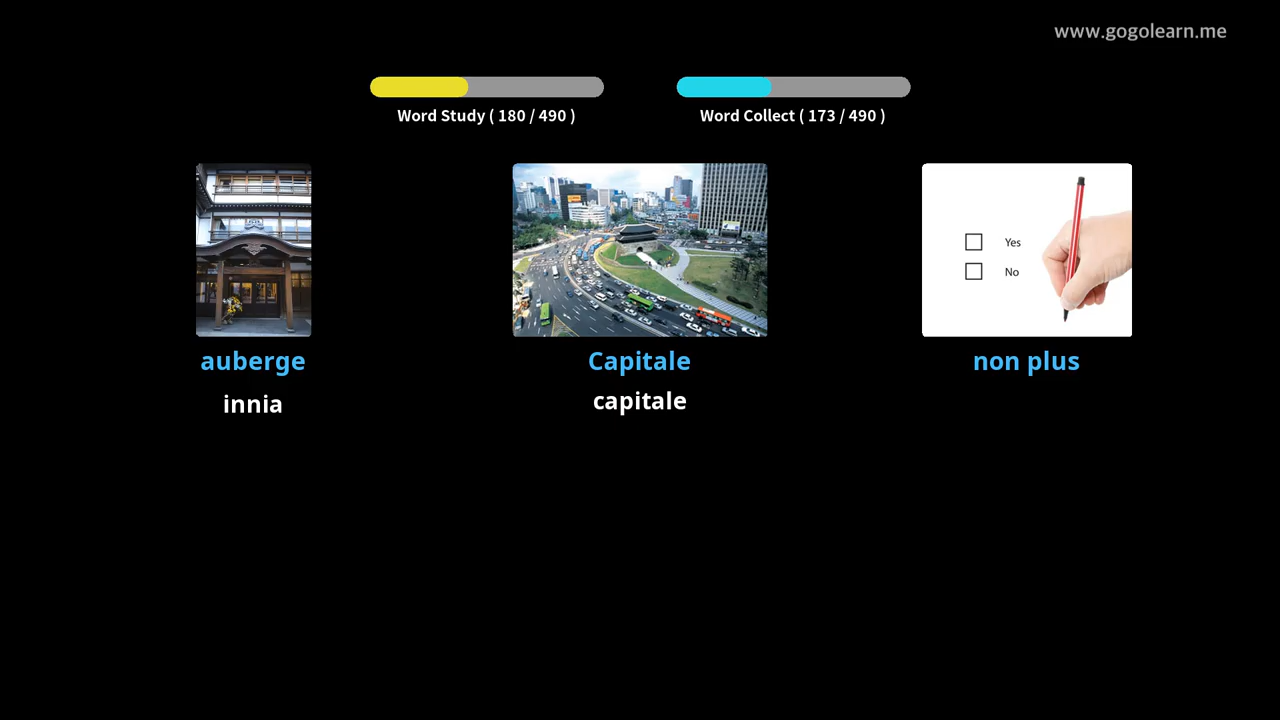 www.gogolearn.me
Word Study ( 180 / 490 )
Word Collect ( 173 / 490 )
Yes
No
auberge
Capitale
non plus
innia
capitale